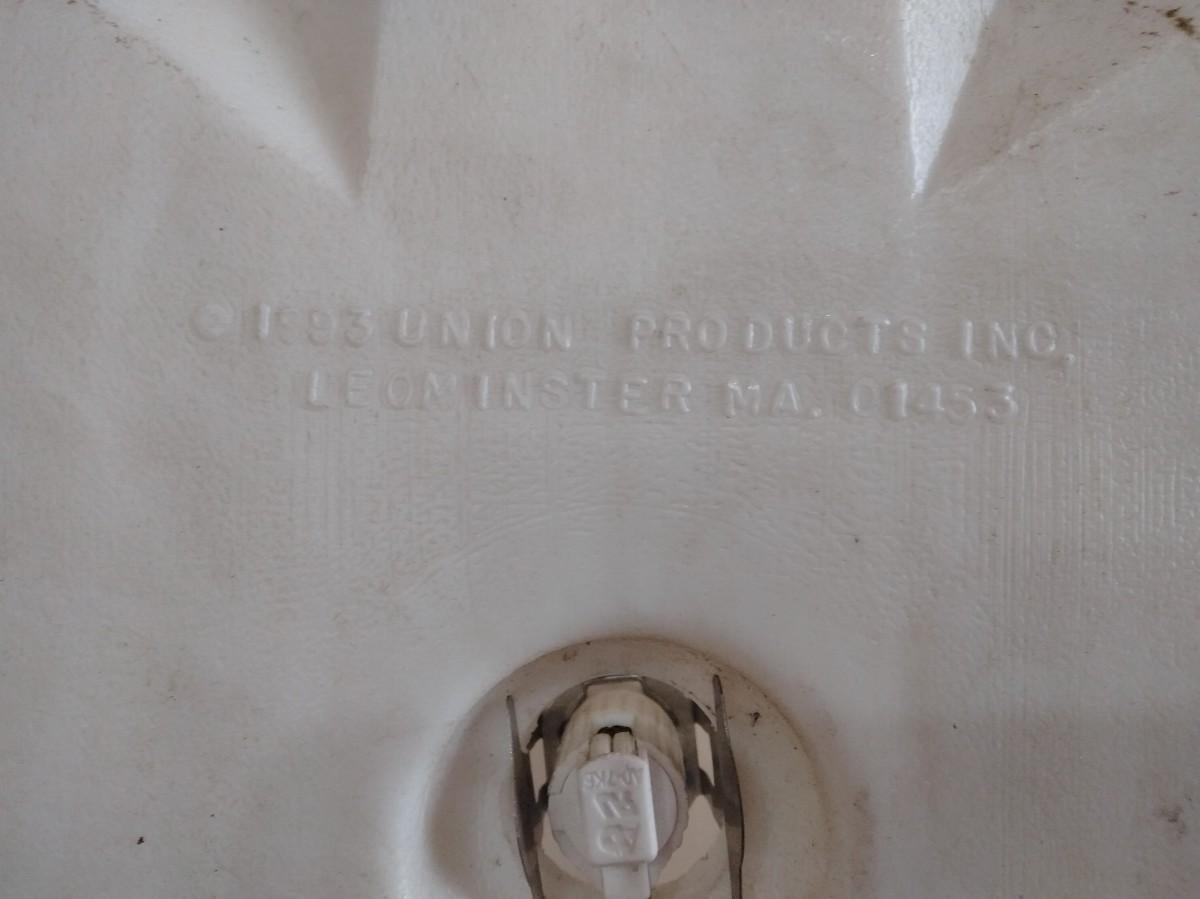 © 1993 UNION PRODUCTS INC,
LEOMINSTER MA. 01453